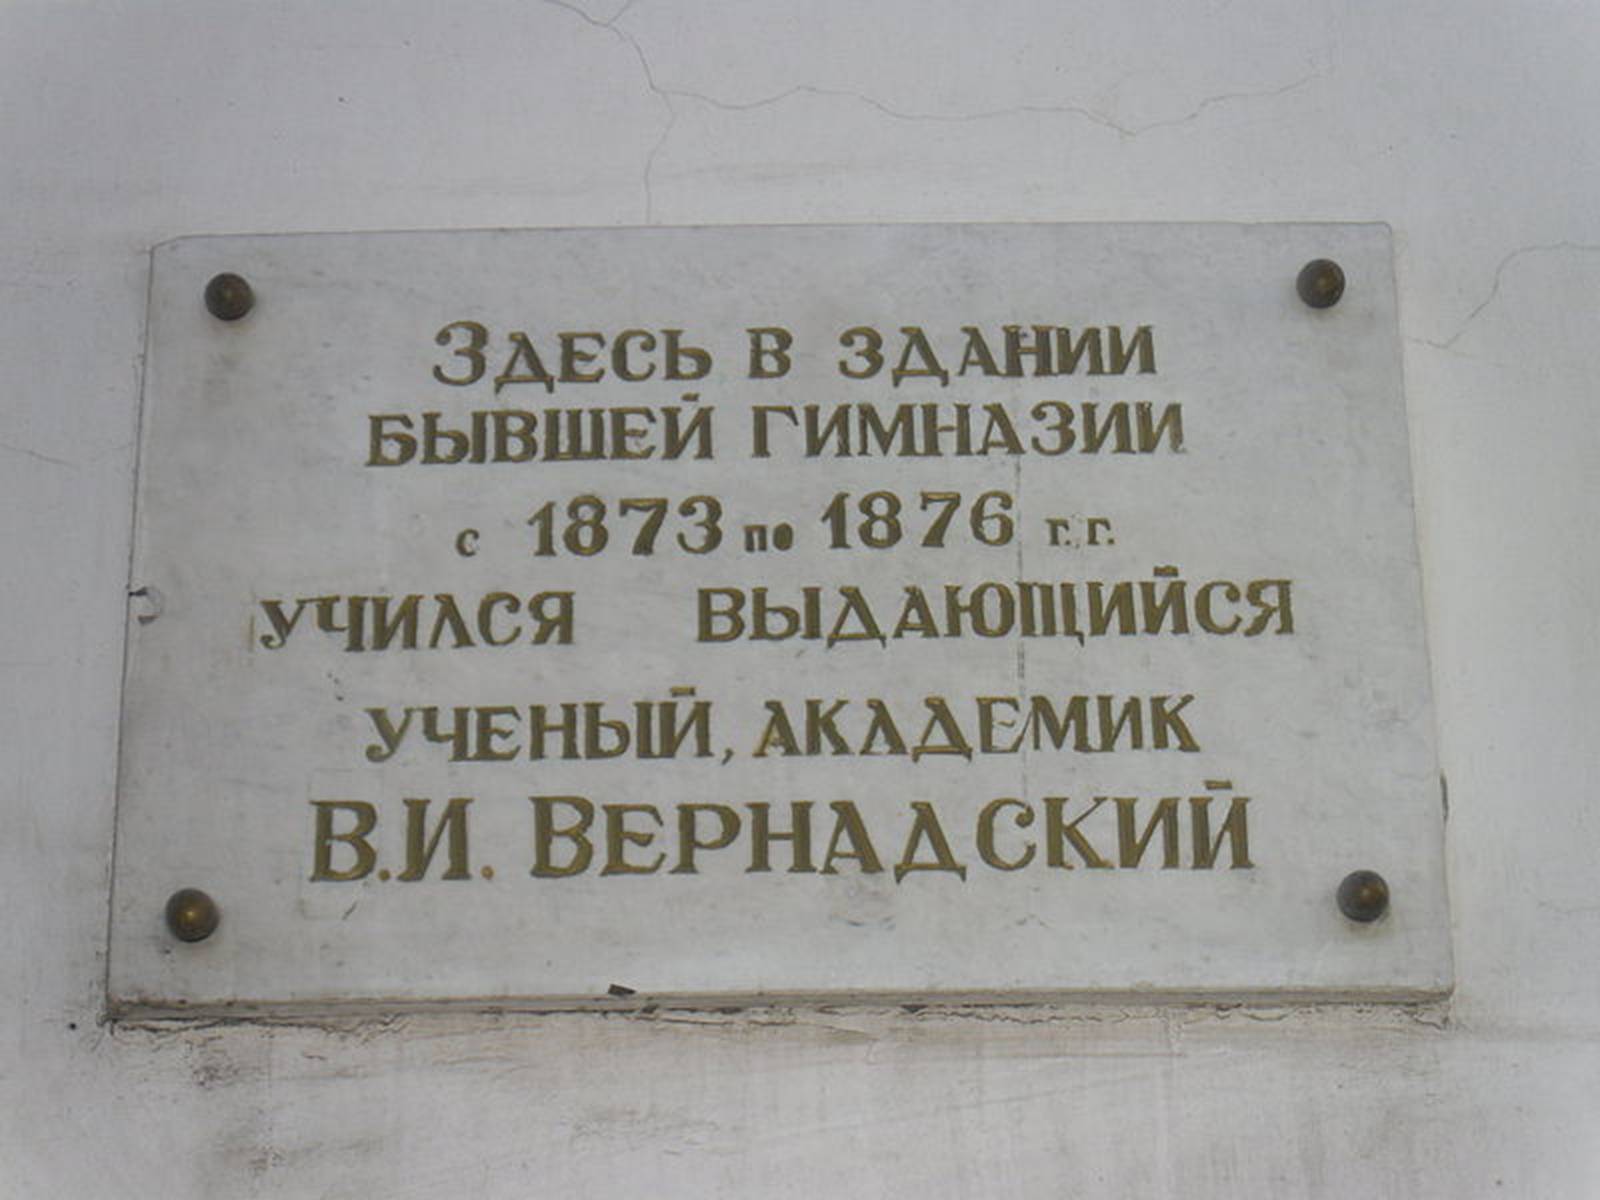 Здесь в здании
бывшей гимназии
с 1873 по 1876 г.г.
учился выдающийся
ученый, академик
В.И. Вернадский